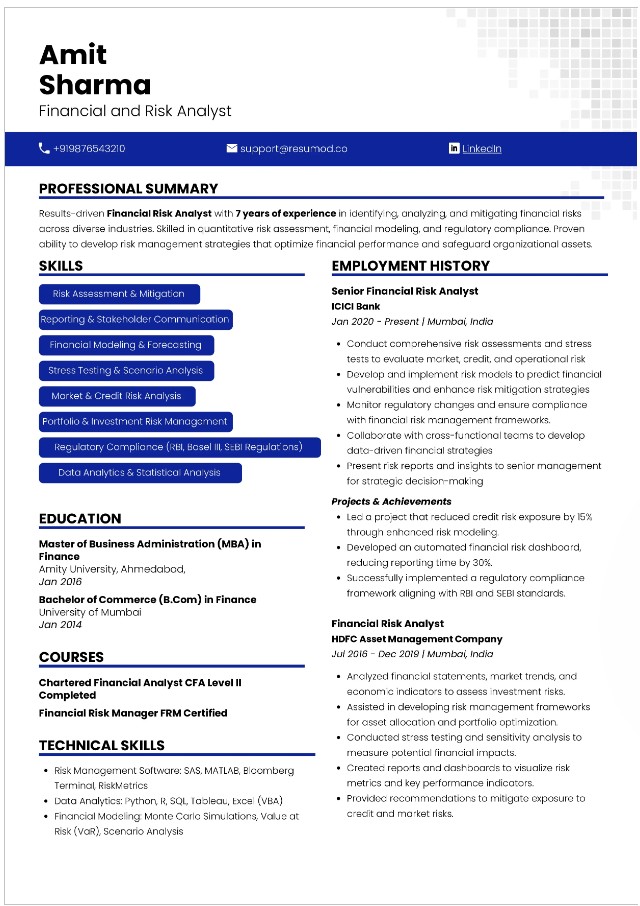 Amit
Sharma
Financial and Risk Analyst
+919876543210
support@resumod.co
in LinkedIn
PROFESSIONAL SUMMARY
Results-driven Financial Risk Analyst with 7 years of experience in identifying, analyzing, and mitigating financial risks
across diverse industries. Skilled in quantitative risk assessment, financial modeling, and regulatory compliance. Proven
ability to develop risk management strategies that optimize financial performance and safeguard organizational assets.
SKILLS
Risk Assessment & Mitigation
Reporting & Stakeholder Communication
Financial Modeling & Forecasting
Stress Testing & Scenario Analysis
Market & Credit Risk Analysis
Portfolio & Investment Risk Management
Regulatory Compliance (RBI, Basel III, SEBI Regulations)
Data Analytics & Statistical Analysis
EDUCATION
Master of Business Administration (MBA) in
Finance
Amity University, Ahmedabad,
Jan 2016
Bachelor of Commerce (B.Com) in Finance
University of Mumbai
Jan 2014
COURSES
Chartered Financial Analyst CFA Level II
Completed
Financial Risk Manager FRM Certified
TECHNICAL SKILLS
• Risk Management Software: SAS, MATLAB, Bloomberg
Terminal, RiskMetrics
• Data Analytics: Python, R, SQL, Tableau, Excel (VBA)
• Financial Modeling: Monte Carlo Simulations, Value at
Risk (VaR), Scenario Analysis
EMPLOYMENT HISTORY
Senior Financial Risk Analyst
ICICI Bank
Jan 2020 - Present | Mumbai, India
• Conduct comprehensive risk assessments and stress
tests to evaluate market, credit, and operational risk
• Develop and implement risk models to predict financial
vulnerabilities and enhance risk mitigation strategies
• Monitor regulatory changes and ensure compliance
with financial risk management frameworks.
• Collaborate with cross-functional teams to develop
data-driven financial strategies
• Present risk reports and insights to senior management
for strategic decision-making
Projects & Achievements
• Led a project that reduced credit risk exposure by 15%
through enhanced risk modeling.
• Developed an automated financial risk dashboard,
reducing reporting time by 30%.
• Successfully implemented a regulatory compliance
framework aligning with RBI and SEBI standards.
Financial Risk Analyst
HDFC Asset Management Company
Jul 2016 - Dec 2019 | Mumbai, India
• Analyzed financial statements, market trends, and
economic indicators to assess investment risks.
• Assisted in developing risk management frameworks
for asset allocation and portfolio optimization.
• Conducted stress testing and sensitivity analysis to
measure potential financial impacts.
• Created reports and dashboards to visualize risk
metrics and key performance indicators.
• Provided recommendations to mitigate exposure to
credit and market risks.